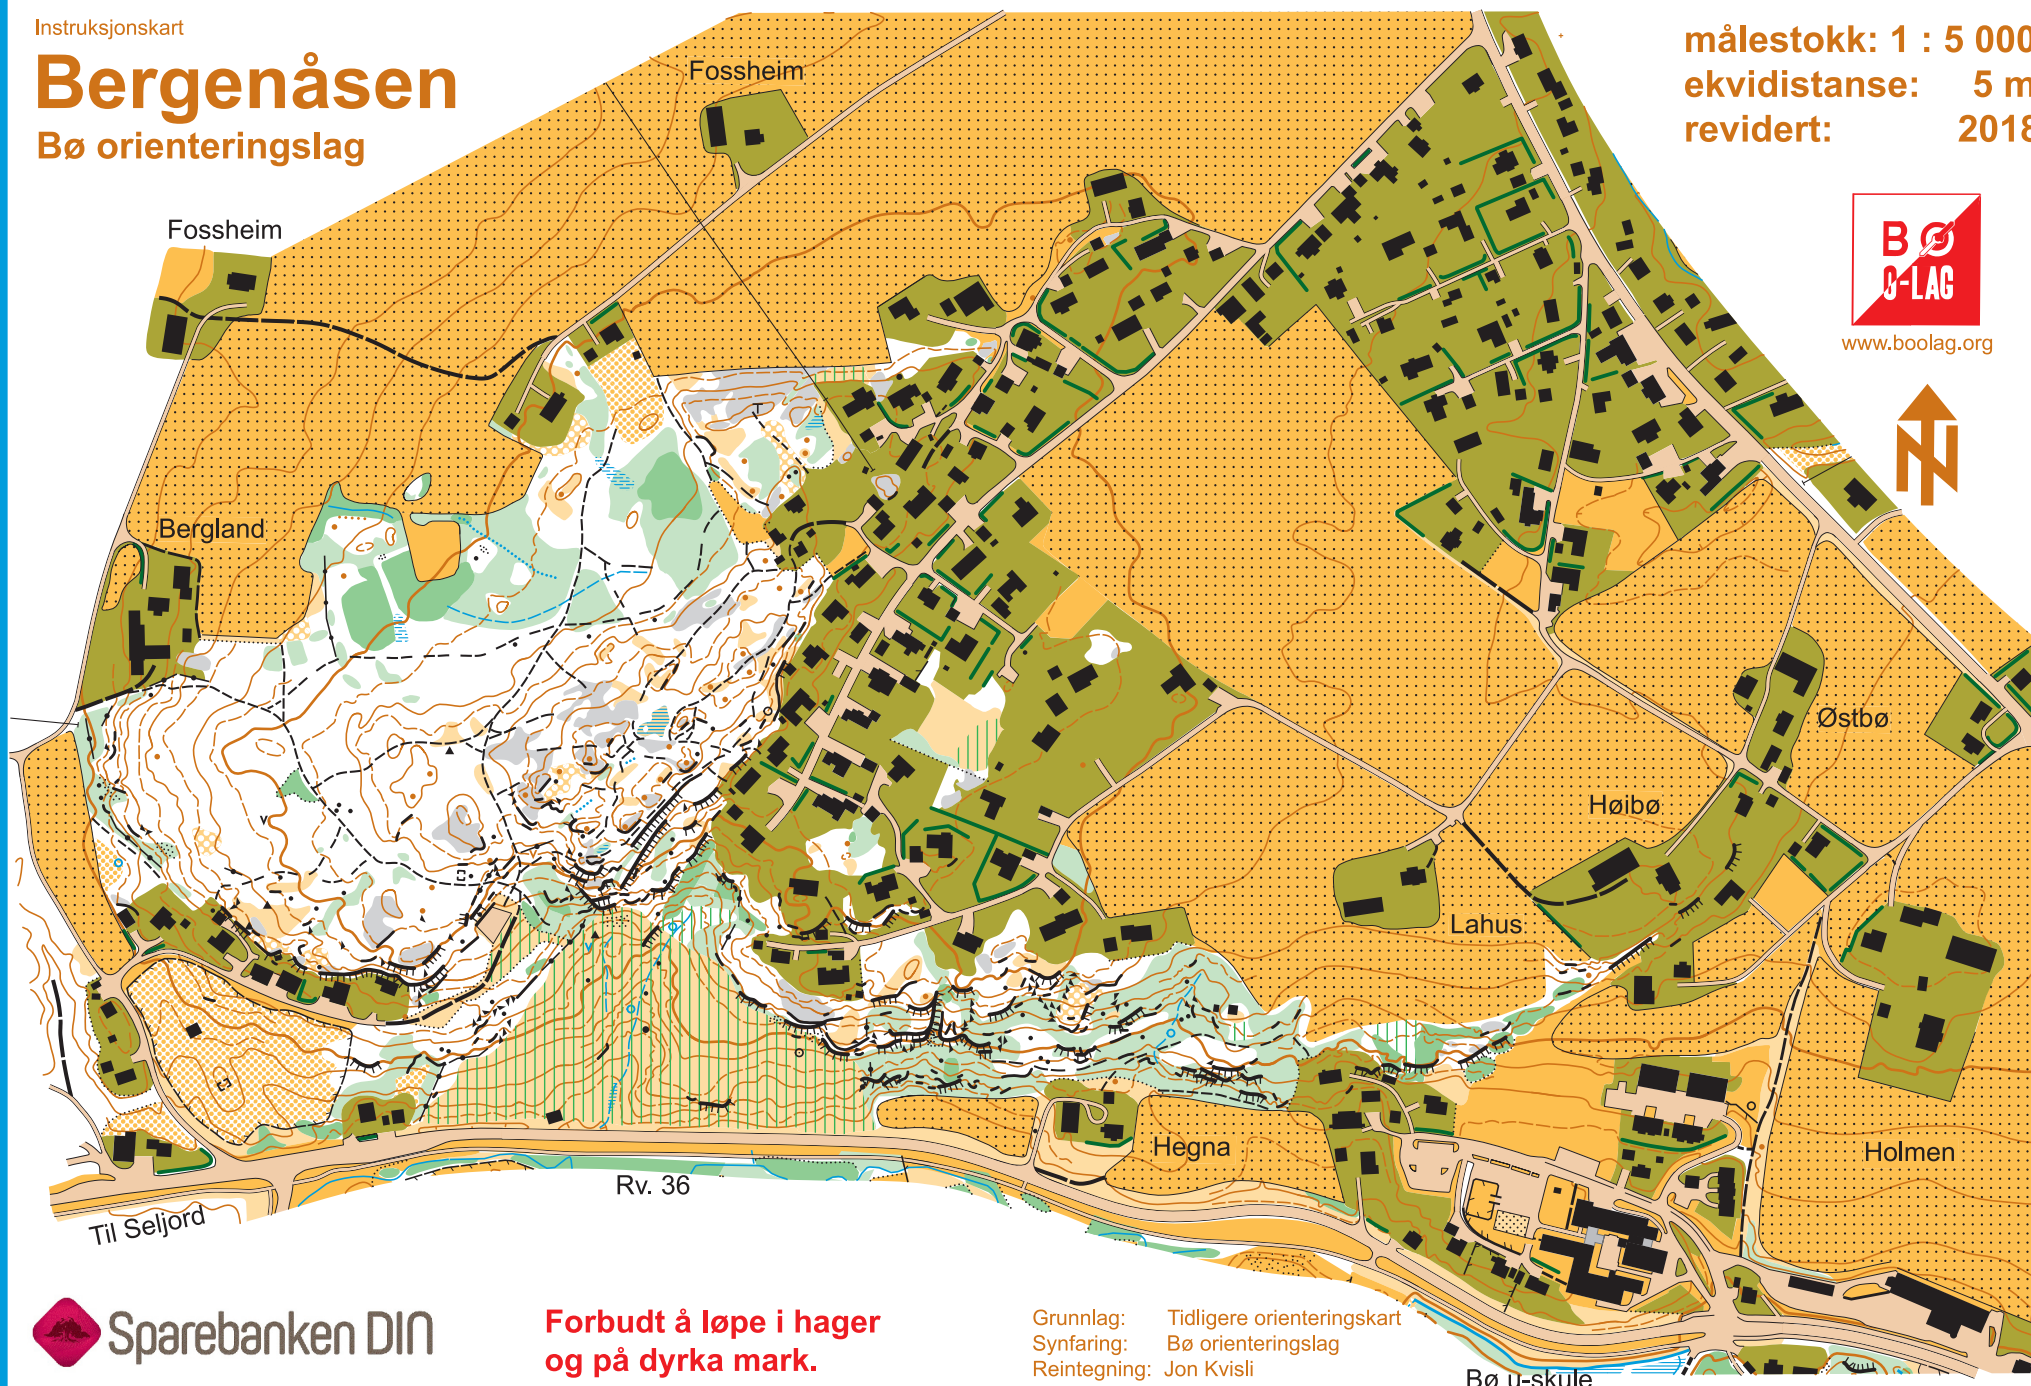 Instruksjonskart
Bergenåsen
Bø orienteringslag
målestokk: 1 : 5 000
ekvidistanse: 5 m
revidert: 2018
BØ
O-LAG
www.boolag.org
Fossheim
Fossheim
Bergland
Østbø
Høibø
Lahus
Hegna
Holmen
Rv. 36
Til Seljord
Bø u-skule
Sparebanken DIN
Forbudt å løpe i hager
og på dyrka mark.
Grunnlag: Tidligere orienteringskart
Synfaring: Bø orienteringslag
Reintegning: Jon Kvisli